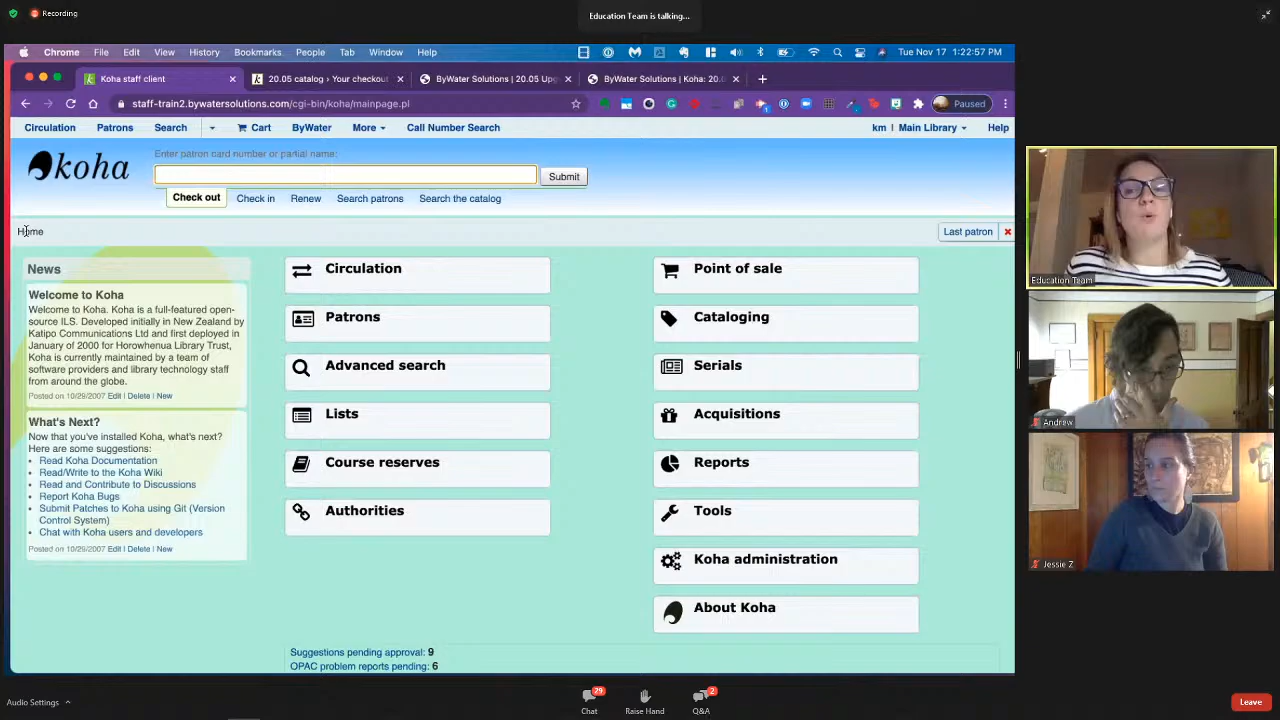 Recording
Education Team is talking...
Chrome File Edit View History Bookmarks People Tab Window Help
Tue Nov 17 1:22:57 PM
Koha staff client
20.05 catalog › Your checkout
ByWater Solutions | 20.05 Upg
ByWater Solutions | Koha: 20.
staff-train2.bywatersolutions.com/cgi-bin/koha/mainpage.pl
Paused
Circulation Patrons Search Cart ByWater More Call Number Search
km | Main Library Help
koha
Enter patron card number or partial name:
Submit
Check out Check in Renew Search patrons Search the catalog
Home
Last patron
News
Welcome to Koha
Welcome to Koha. Koha is a full-featured open-
source ILS. Developed initially in New Zealand by
Katipo Communications Ltd and first deployed in
January of 2000 for Horowhenua Library Trust,
Koha is currently maintained by a team of
software providers and library technology staff
from around the globe.
Posted on 10/29/2007 Edit | Delete | New
What's Next?
Now that you've installed Koha, what's next?
Here are some suggestions:
Read Koha Documentation
Read/Write to the Koha Wiki
Read and Contribute to Discussions
Report Koha Bugs
Submit Patches to Koha using Git (Version
Control System)
Chat with Koha users and developers
Posted on 10/29/2007 Edit | Delete | New
Circulation
Patrons
Advanced search
Lists
Course reserves
Authorities
Point of sale
Cataloging
Serials
Acquisitions
Reports
Tools
Koha administration
About Koha
Suggestions pending approval: 9
OPAC problem reports pending: 6
Education Team
Andrew
Jessie Z
Audio Settings
29
Chat
Raise Hand
2
Q&A
Leave